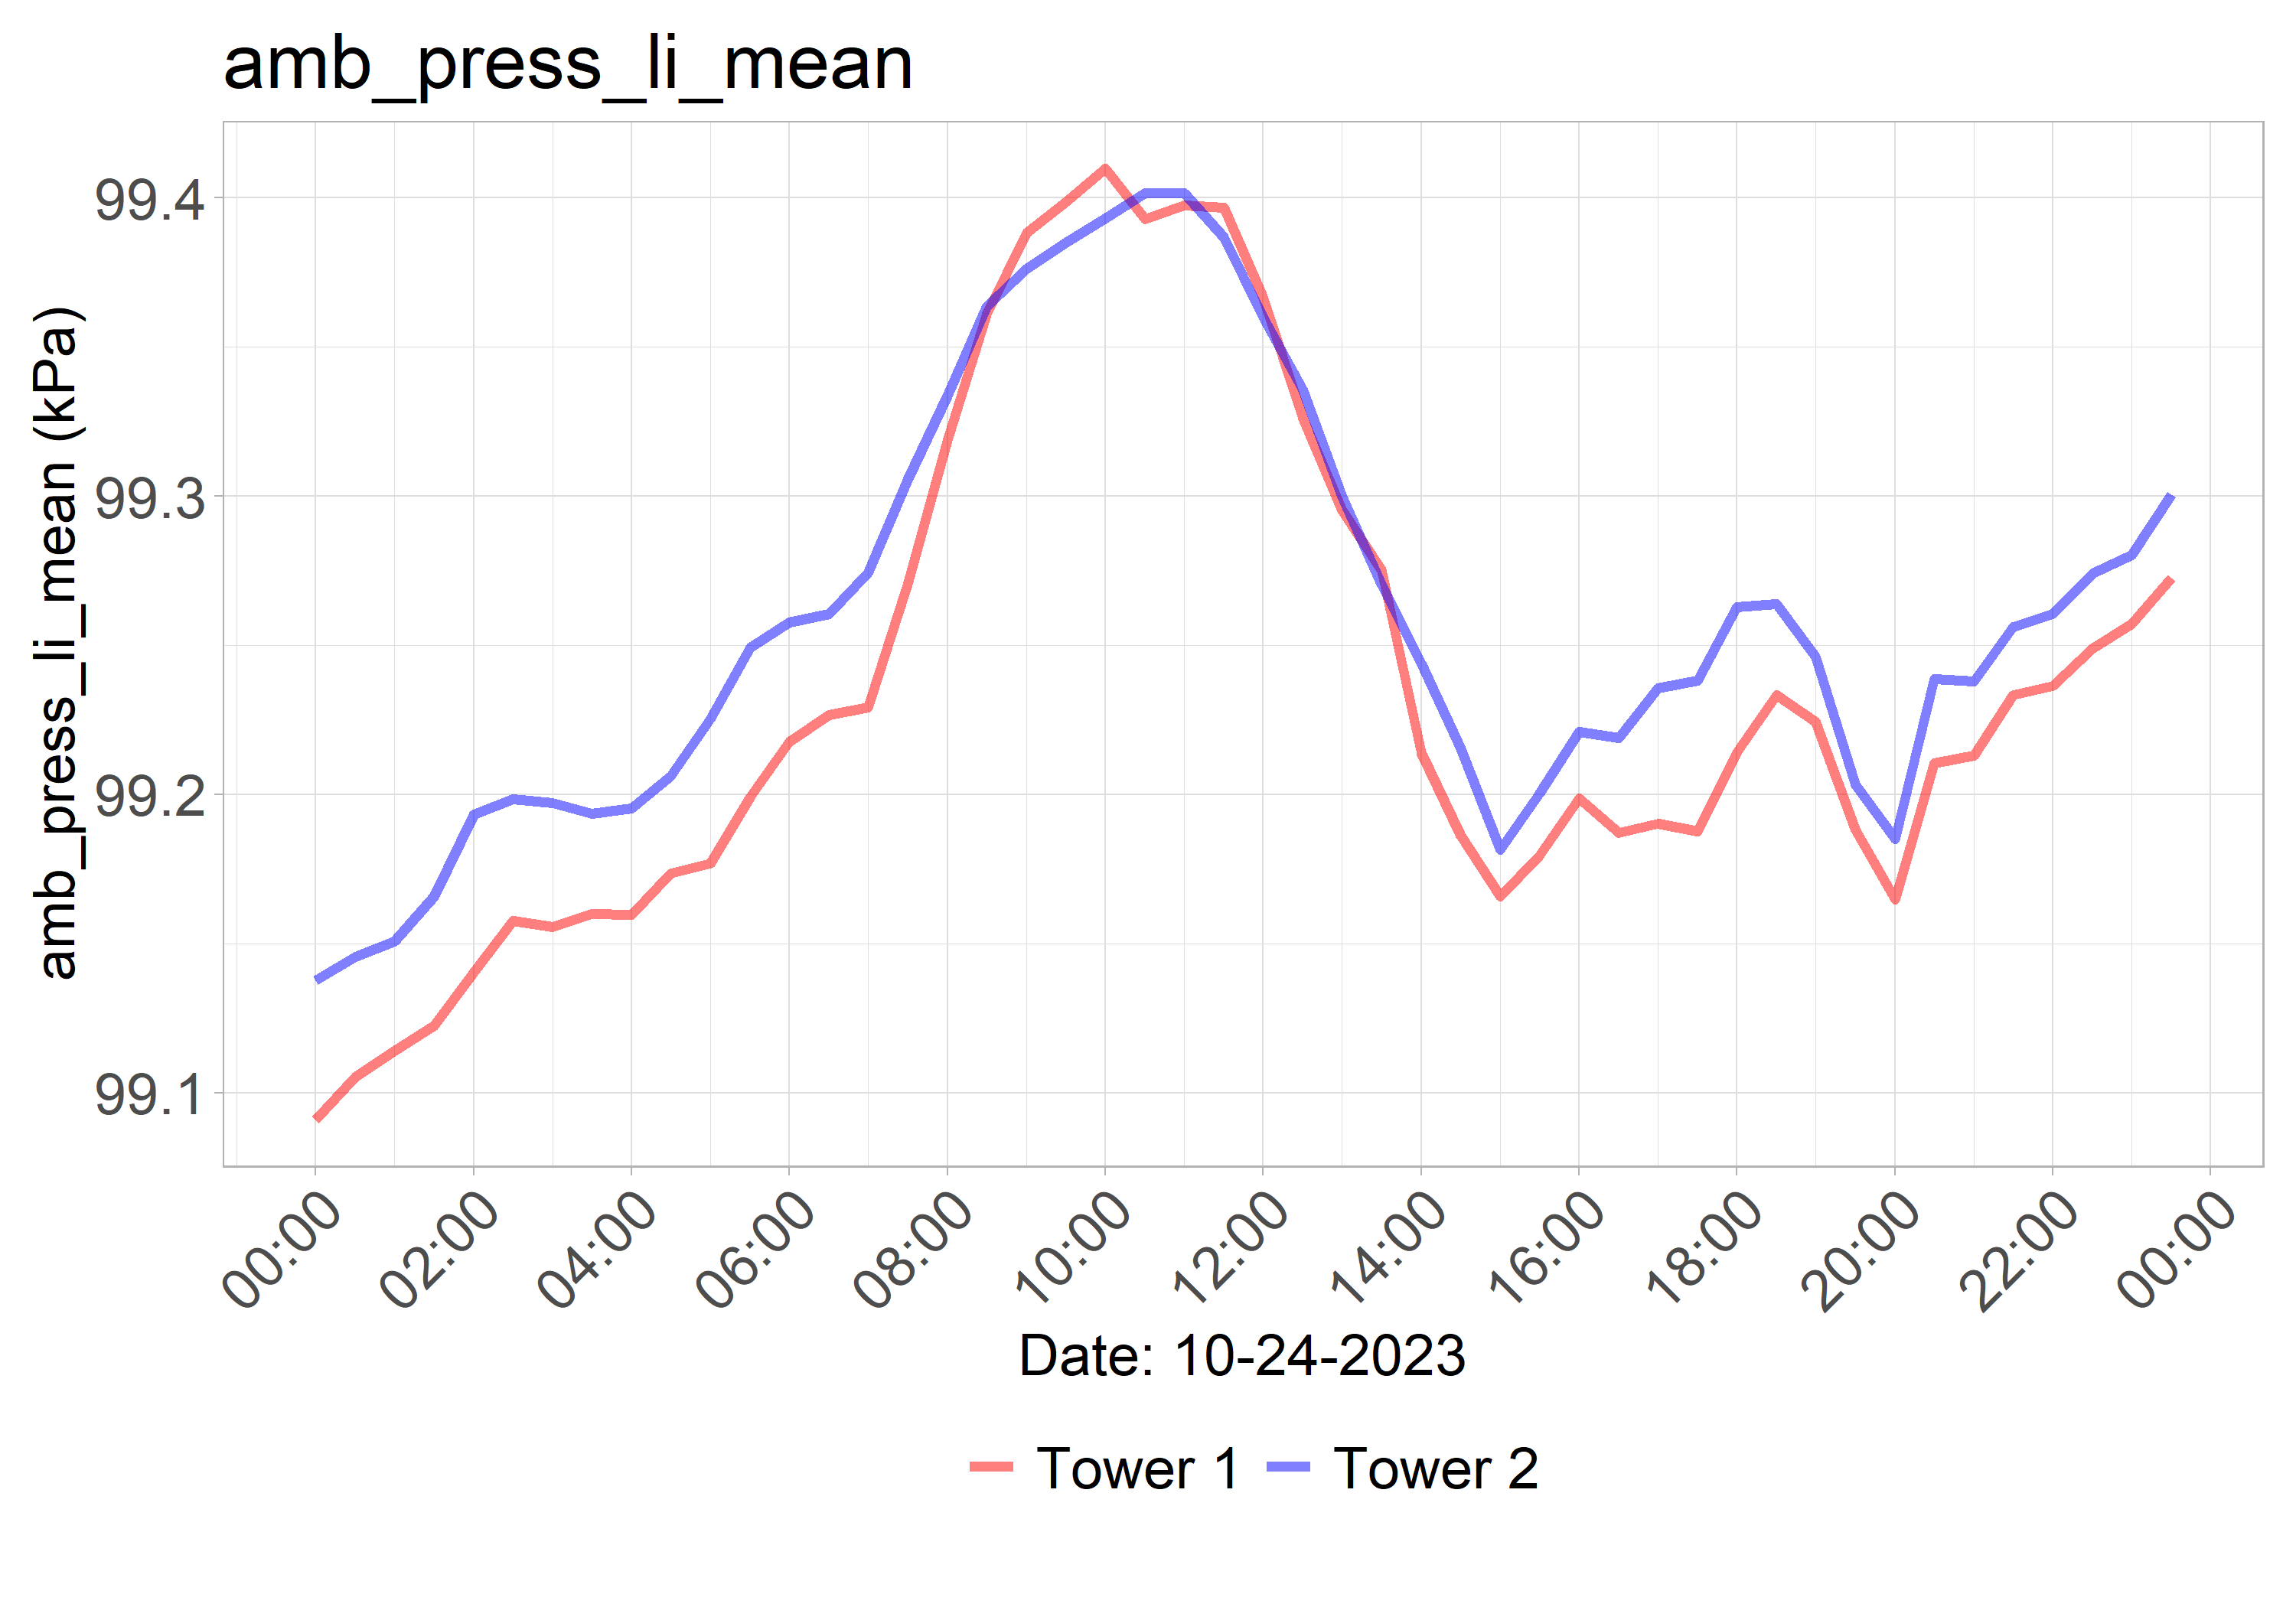 amb_press_li_mean
amb_press_li_mean (kPa)
99.4
99.3
99.2
99.1
00:00 02:00 04:00 06:00 08:00 10:00 12:00 14:00 16:00 18:00 20:00 22:00 00:00
Date: 10-24-2023
Tower 1 Tower 2